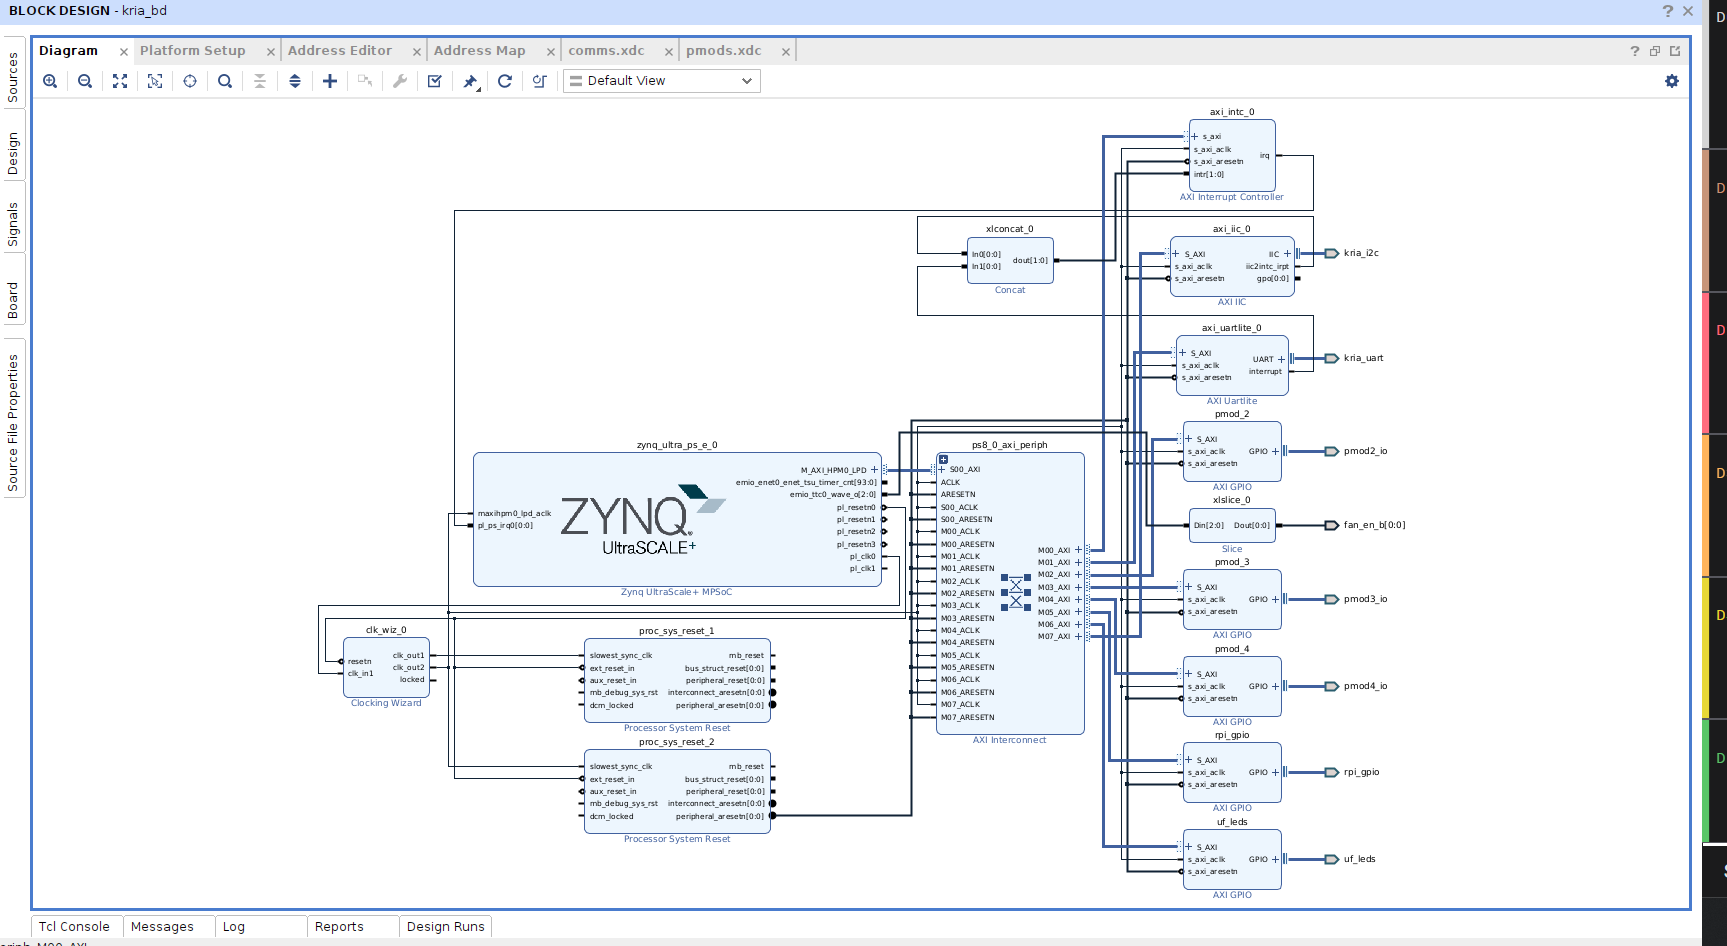 BLOCK DESIGN - kria_bd
? ×
Sources
Design
Signals
Board
Source File Properties
Diagram ×
Platform Setup ×
Address Editor ×
Address Map ×
comms.xdc ×
pmods.xdc ×
?
Default View
axi_intc_0
s_axi
s_axi_aclk
s_axi_aresetn
intr[1:0]
irq
AXI Interrupt Controller
xlconcat_0
In0[0:0]
In1[0:0]
dout[1:0]
Concat
axi_iic_0
S_AXI
s_axi_aclk
s_axi_aresetn
IIC
iic2intc_irpt
gpo[0:0]
AXI IIC
kria_i2c
axi_uartlite_0
S_AXI
s_axi_aclk
s_axi_aresetn
UART
interrupt
AXI Uartlite
kria_uart
pmod_2
S_AXI
s_axi_aclk
s_axi_aresetn
GPIO
AXI GPIO
pmod2_io
xlslice_0
Din[2:0]
Dout[0:0]
Slice
fan_en_b[0:0]
pmod_3
S_AXI
s_axi_aclk
s_axi_aresetn
GPIO
AXI GPIO
pmod3_io
pmod_4
S_AXI
s_axi_aclk
s_axi_aresetn
GPIO
AXI GPIO
pmod4_io
rpi_gpio
S_AXI
s_axi_aclk
s_axi_aresetn
GPIO
AXI GPIO
rpi_gpio
uf_leds
S_AXI
s_axi_aclk
s_axi_aresetn
GPIO
AXI GPIO
uf_leds
zynq_ultra_ps_e_0
maxihpm0_lpd_aclk
pl_ps_irq0[0:0]
ZYNQ
UltraSCALE+
M_AXI_HPM0_LPD
emio_enet0_enet_tsu_timer_cnt[93:0]
emio_ttc0_wave_o[2:0]
pl_resetn0
pl_resetn1
pl_resetn2
pl_resetn3
pl_clk0
pl_clk1
Zynq UltraScale+ MPSoC
ps8_0_axi_periph
S00_AXI
ACLK
ARESETN
S00_ACLK
S00_ARESETN
M00_ACLK
M00_ARESETN
M01_ACLK
M01_ARESETN
M02_ACLK
M02_ARESETN
M03_ACLK
M03_ARESETN
M04_ACLK
M04_ARESETN
M05_ACLK
M05_ARESETN
M06_ACLK
M06_ARESETN
M07_ACLK
M07_ARESETN
M00_AXI
M01_AXI
M02_AXI
M03_AXI
M04_AXI
M05_AXI
M06_AXI
M07_AXI
AXI Interconnect
clk_wiz_0
resetn
clk_in1
clk_out1
clk_out2
locked
Clocking Wizard
proc_sys_reset_1
slowest_sync_clk
ext_reset_in
aux_reset_in
mb_debug_sys_rst
dcm_locked
mb_reset
bus_struct_reset[0:0]
peripheral_reset[0:0]
interconnect_aresetn[0:0]
peripheral_aresetn[0:0]
Processor System Reset
proc_sys_reset_2
slowest_sync_clk
ext_reset_in
aux_reset_in
mb_debug_sys_rst
dcm_locked
mb_reset
bus_struct_reset[0:0]
peripheral_reset[0:0]
interconnect_aresetn[0:0]
peripheral_aresetn[0:0]
Processor System Reset
Tcl Console
Messages
Log
Reports
Design Runs